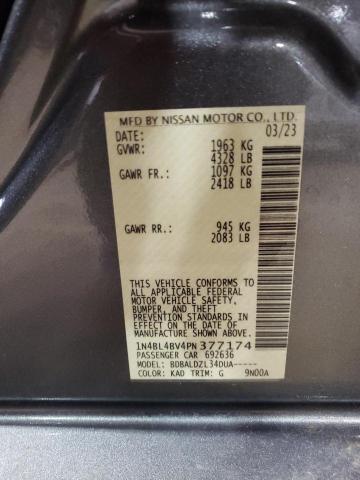 MFD BY NISSAN MOTOR CO., LTD.
DATE: 03/23
GVWR: 1963 KG
4328 LB
GAWR FR.: 1097 KG
2418 LB
GAWR RR.: 945 KG
2083 LB
THIS VEHICLE CONFORMS TO
ALL APPLICABLE FEDERAL
MOTOR VEHICLE SAFETY,
BUMPER, AND THEFT
PREVENTION STANDARDS
IN EFFECT ON THE DATE OF
MANUFACTURE SHOWN ABOVE.
1N4BL4BV4PN377174
PASSENGER CAR 692636
MODEL: BDBALDZL34DUA-----
COLOR: KAD TRIM: G 9N00A